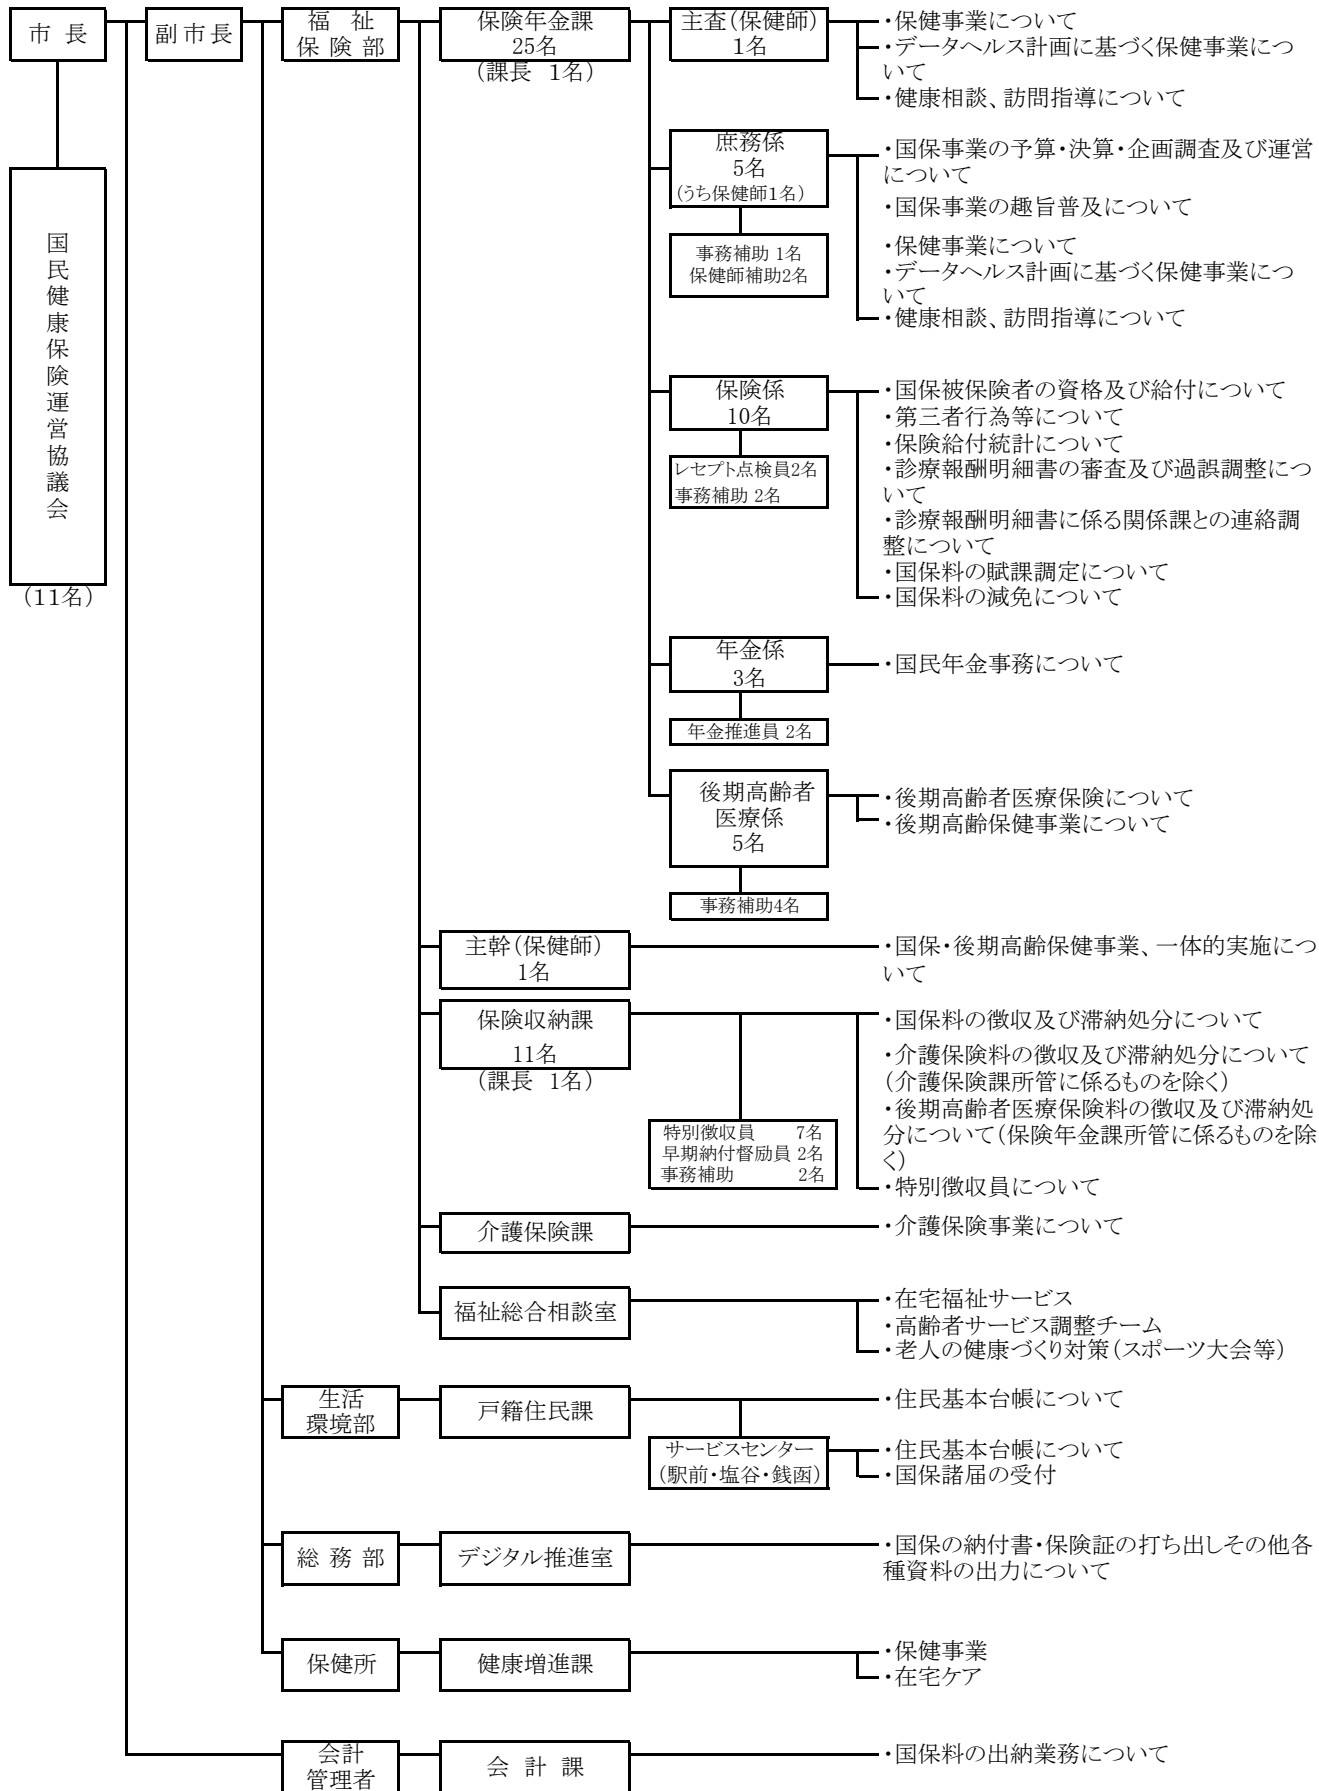 市 長
副 市 長
福 祉
保 険 部
保険年金課
25名
(課長 1名)
主査(保健師)
1名
・保健事業について
・データヘルス計画に基づく保健事業につ
いて
・健康相談、訪問指導について
国民健康保険運営協議会
(11名)
庶務係
5名
(うち保健師1名)
事務補助 1名
保健師補助2名
・国保事業の予算・決算・企画調査及び運営
について
・国保事業の趣旨普及について
・保健事業について
・データヘルス計画に基づく保健事業につ
いて
・健康相談、訪問指導について
保険係
10名
レセプト点検員2名
事務補助 2名
・国保被保険者の資格及び給付について
・第三者行為等について
・保険給付統計について
・診療報酬明細書の審査及び過誤調整につ
いて
・診療報酬明細書に係る関係課との連絡調
整について
・国保料の賦課調定について
・国保料の減免について
年金係
3名
年金推進員 2名
・国民年金事務について
後期高齢者
医療係
5名
事務補助4名
・後期高齢者医療保険について
・後期高齢保健事業について
主幹(保健師)
1名
・国保・後期高齢保健事業、一体的実施につ
いて
保険収納課
11名
(課長 1名)
特別徴収員 7名
早期納付督励員 2名
事務補助 2名
・国保料の徴収及び滞納処分について
・介護保険料の徴収及び滞納処分について
(介護保険課所管に係るものを除く)
・後期高齢者医療保険料の徴収及び滞納処
分について(保険年金課所管に係るものを除
く)
・特別徴収員について
介護保険課
・介護保険事業について
福祉総合相談室
・在宅福祉サービス
・高齢者サービス調整チーム
・老人の健康づくり対策(スポーツ大会等)
生活
環境部
戸籍住民課
・住民基本台帳について
サービスセンター
(駅前・塩谷・銭函)
・住民基本台帳について
・国保諸届の受付
総 務 部
デジタル推進室
・国保の納付書・保険証の打ち出しその他各
種資料の出力について
保健所
健康増進課
・保健事業
・在宅ケア
会計
管理者
会 計 課
・国保料の出納業務について